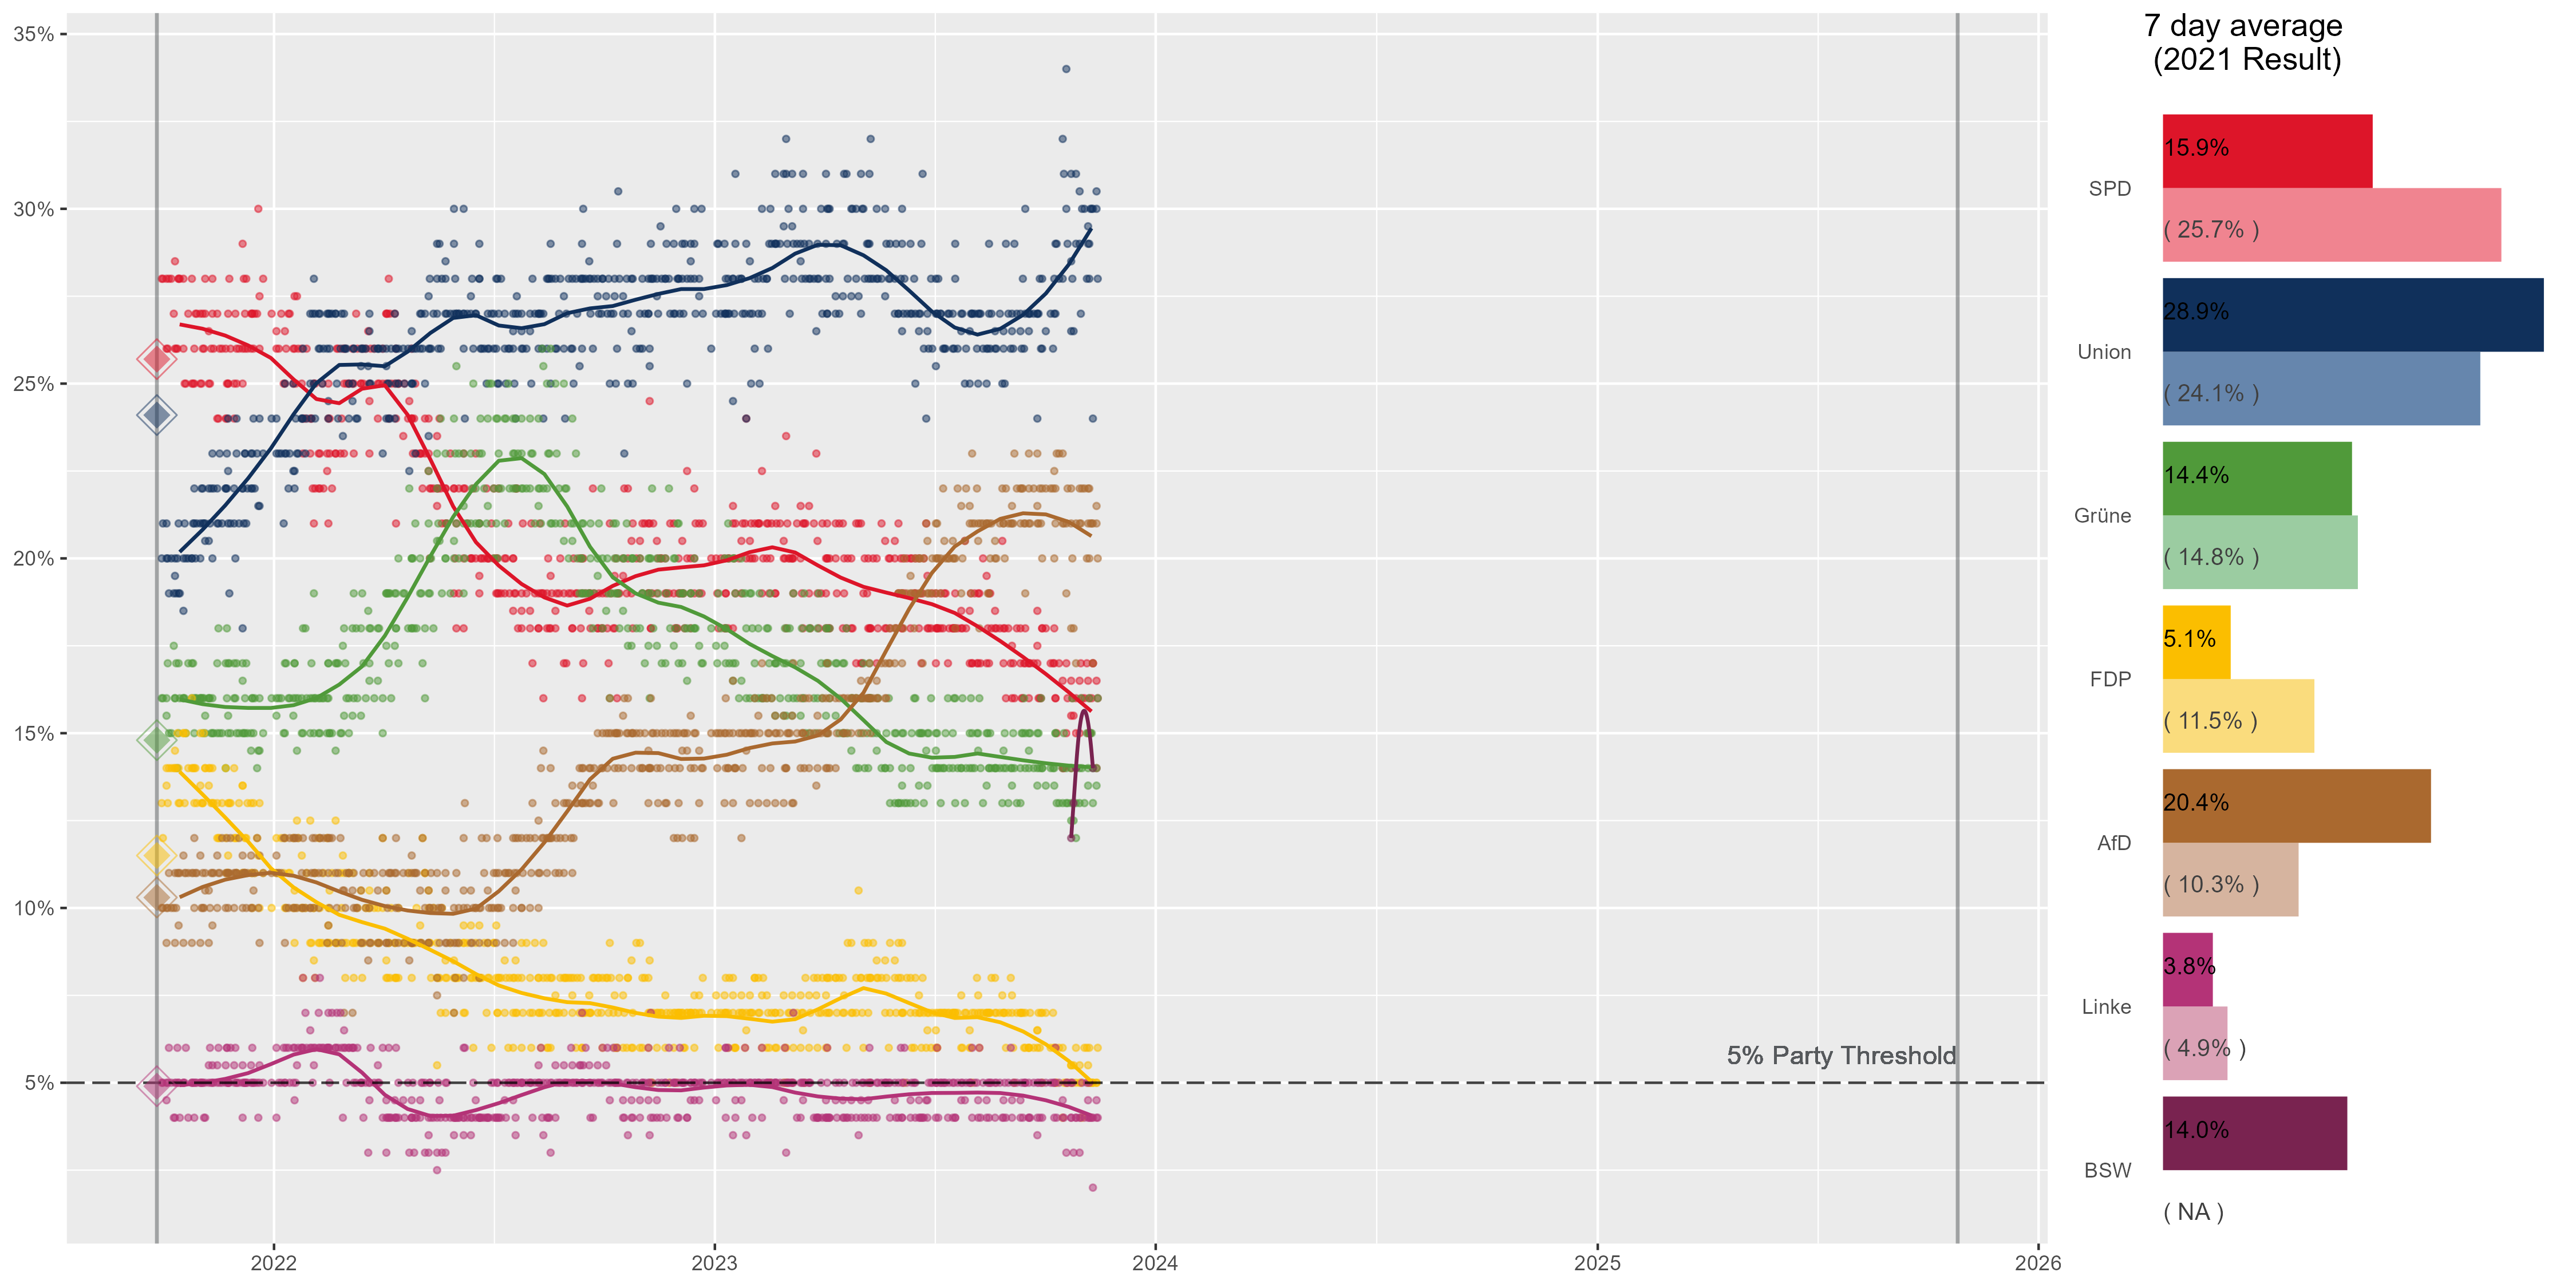 7 day average
(2021 Result)
35%
30%
25%
20%
15%
10%
5%
5% Party Threshold
2022
2023
2024
2025
2026
SPD
15.9%
( 25.7% )
Union
28.9%
( 24.1% )
Grüne
14.4%
( 14.8% )
FDP
5.1%
( 11.5% )
AfD
20.4%
( 10.3% )
Linke
3.8%
( 4.9% )
BSW
14.0%
( NA )